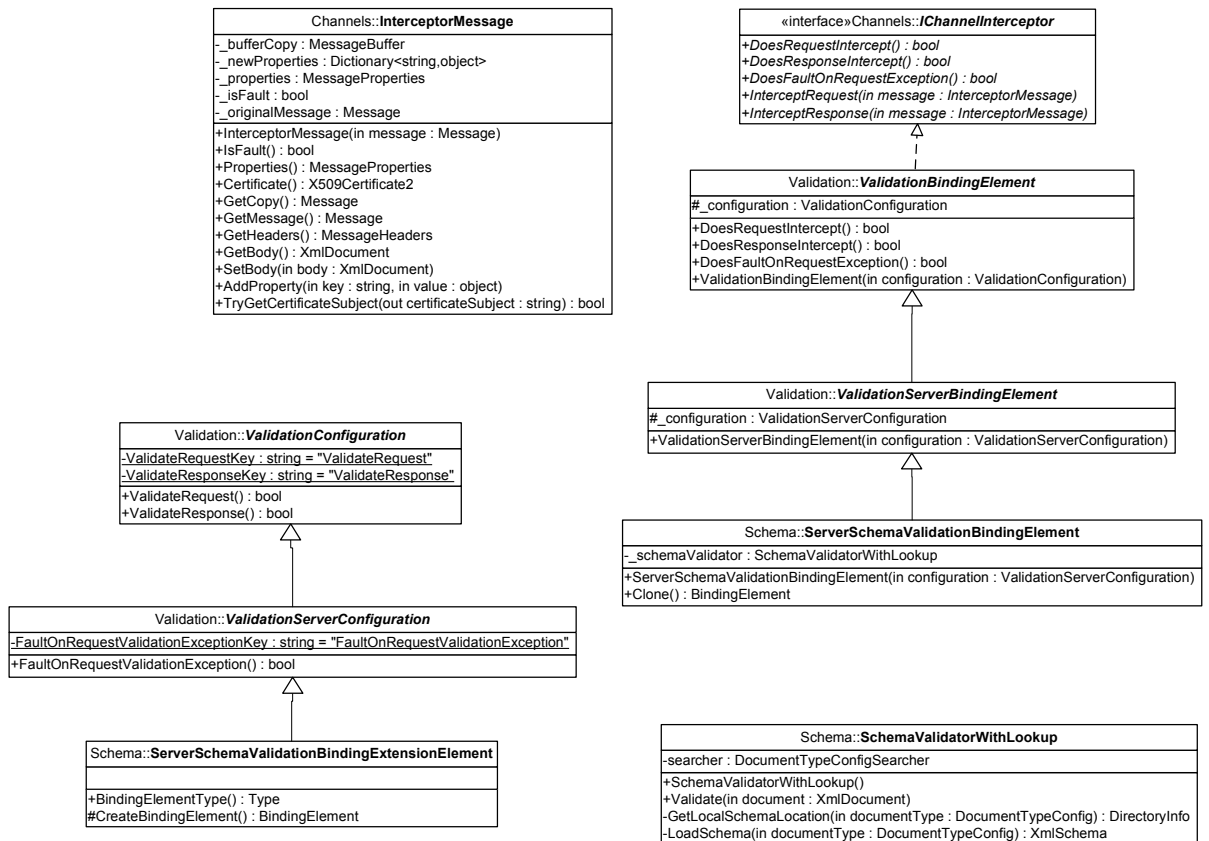 Channels::InterceptorMessage
-_bufferCopy : MessageBuffer
-_newProperties : Dictionary<string,object>
-_properties : MessageProperties
-_isFault : bool
-_originalMessage : Message
+InterceptorMessage(in message : Message)
+IsFault() : bool
+Properties() : MessageProperties
+Certificate() : X509Certificate2
+GetCopy() : Message
+GetMessage() : Message
+GetHeaders() : MessageHeaders
+GetBody() : XmlDocument
+SetBody(in body : XmlDocument)
+AddProperty(in key : string, in value : object)
+TryGetCertificateSubject(out certificateSubject : string) : bool
«interface»Channels::IChannelInterceptor
+DoesRequestIntercept() : bool
+DoesResponseIntercept() : bool
+DoesFaultOnRequestException() : bool
+InterceptRequest(in message : InterceptorMessage)
+InterceptResponse(in message : InterceptorMessage)
Validation::ValidationBindingElement
#_configuration : ValidationConfiguration
+DoesRequestIntercept() : bool
+DoesResponseIntercept() : bool
+DoesFaultOnRequestException() : bool
+ValidationBindingElement(in configuration : ValidationConfiguration)
Validation::ValidationServerBindingElement
#_configuration : ValidationServerConfiguration
+ValidationServerBindingElement(in configuration : ValidationServerConfiguration)
Validation::ValidationConfiguration
-ValidateRequestKey : string = "ValidateRequest"
-ValidateResponseKey : string = "ValidateResponse"
+ValidateRequest() : bool
+ValidateResponse() : bool
Schema::ServerSchemaValidationBindingElement
-_schemaValidator : SchemaValidatorWithLookup
+ServerSchemaValidationBindingElement(in configuration : ValidationServerConfiguration)
+Clone() : BindingElement
Validation::ValidationServerConfiguration
-FaultOnRequestValidationExceptionKey : string = "FaultOnRequestValidationException"
+FaultOnRequestValidationException() : bool
Schema::ServerSchemaValidationBindingExtensionElement
+BindingElementType() : Type
#CreateBindingElement() : BindingElement
Schema::SchemaValidatorWithLookup
-searcher : DocumentTypeConfigSearcher
+SchemaValidatorWithLookup()
+Validate(in document : XmlDocument)
-GetLocalSchemaLocation(in documentType : DocumentTypeConfig) : DirectoryInfo
-LoadSchema(in documentType : DocumentTypeConfig) : XmlSchema